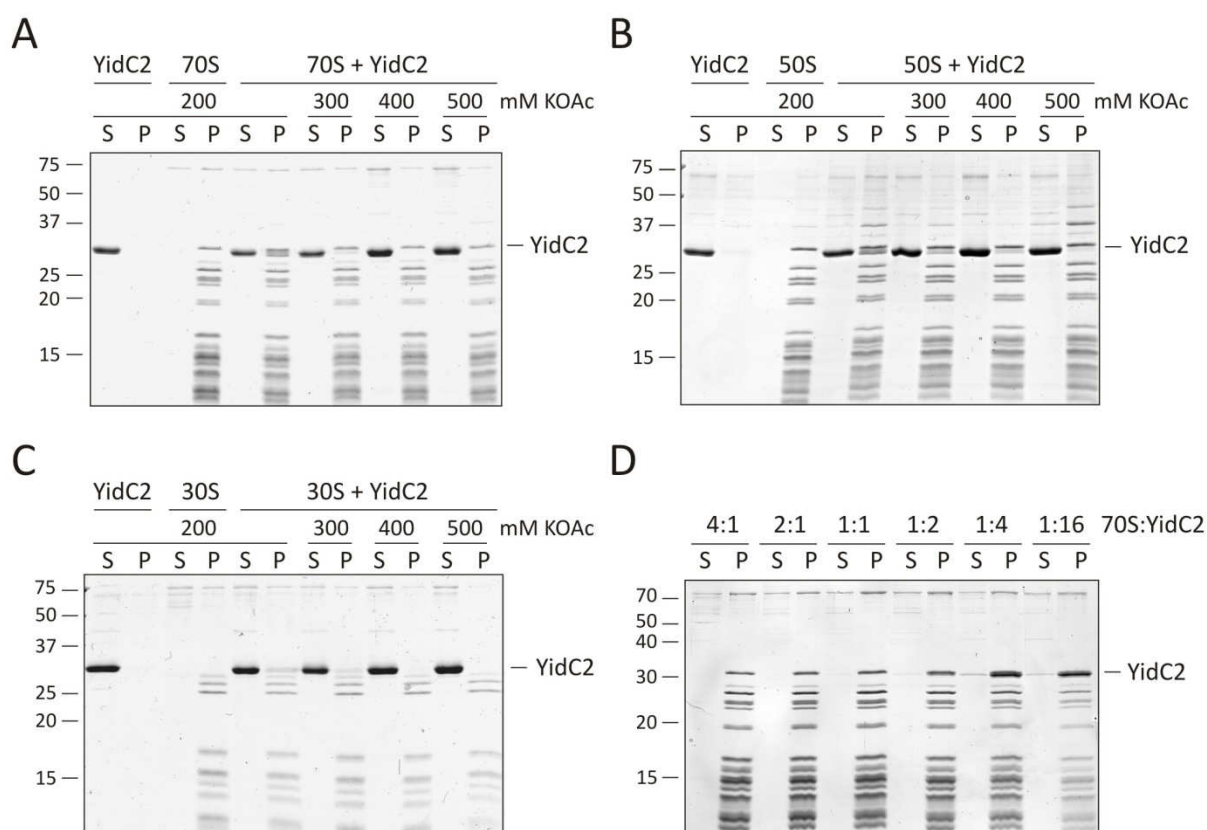 A
YidC2 70S 70S + YidC2
200 300 400 500 mM KOAc
S P S P S P S P S P S P
75
50
37
25
20
15
YidC2
B
YidC2 50S 50S + YidC2
200 300 400 500 mM KOAc
S P S P S P S P S P S P
75
50
37
25
20
15
YidC2
C
YidC2 30S 30S + YidC2
200 300 400 500 mM KOAc
S P S P S P S P S P S P
75
50
37
25
20
15
YidC2
D
4:1 2:1 1:1 1:2 1:4 1:16 70S:YidC2
S P S P S P S P S P S P
70
50
40
30
20
15
YidC2